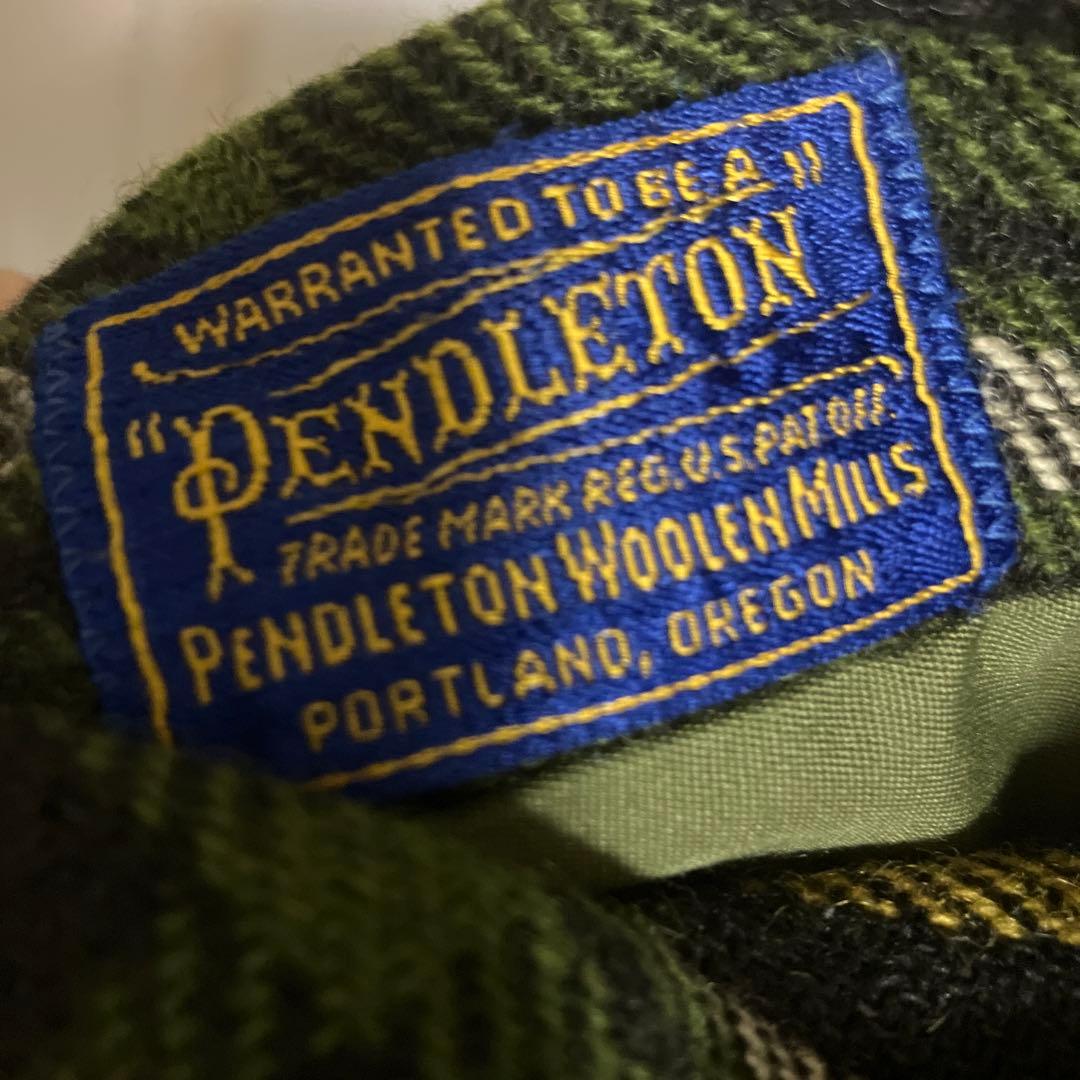 WARRANTED TO BE A "
"PENDLETON
TRADE MARK REG. U.S. PAT OFF.
PENDLETON WOOLEN MILLS
PORTLAND, OREGON